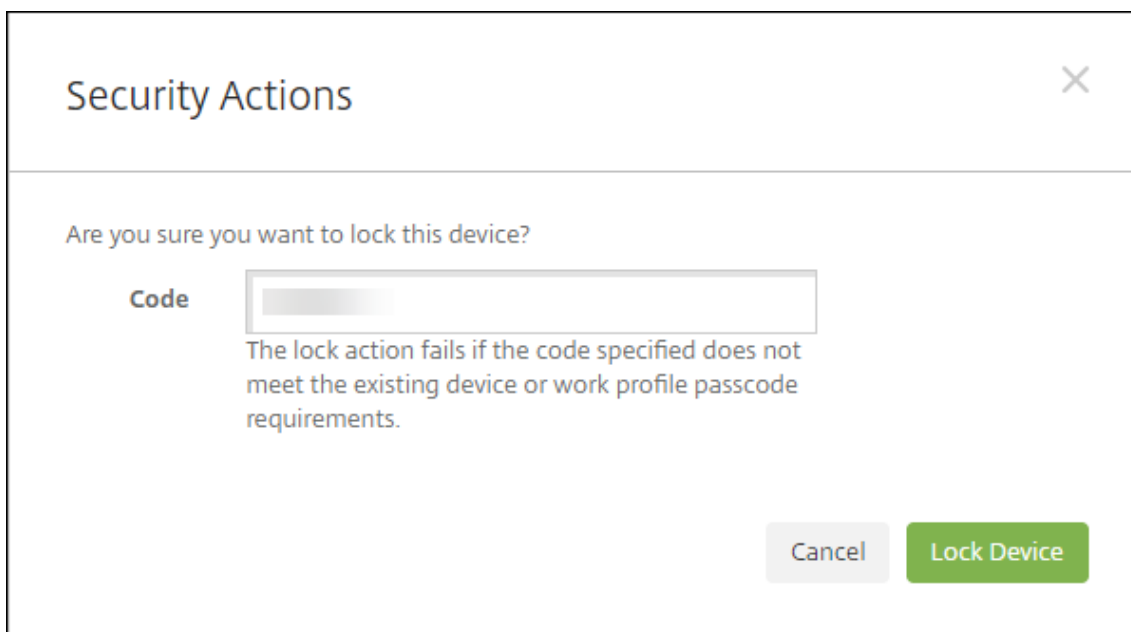 Security Actions
Are you sure you want to lock this device?
Code
The lock action fails if the code specified does not
meet the existing device or work profile passcode
requirements.
Cancel
Lock Device